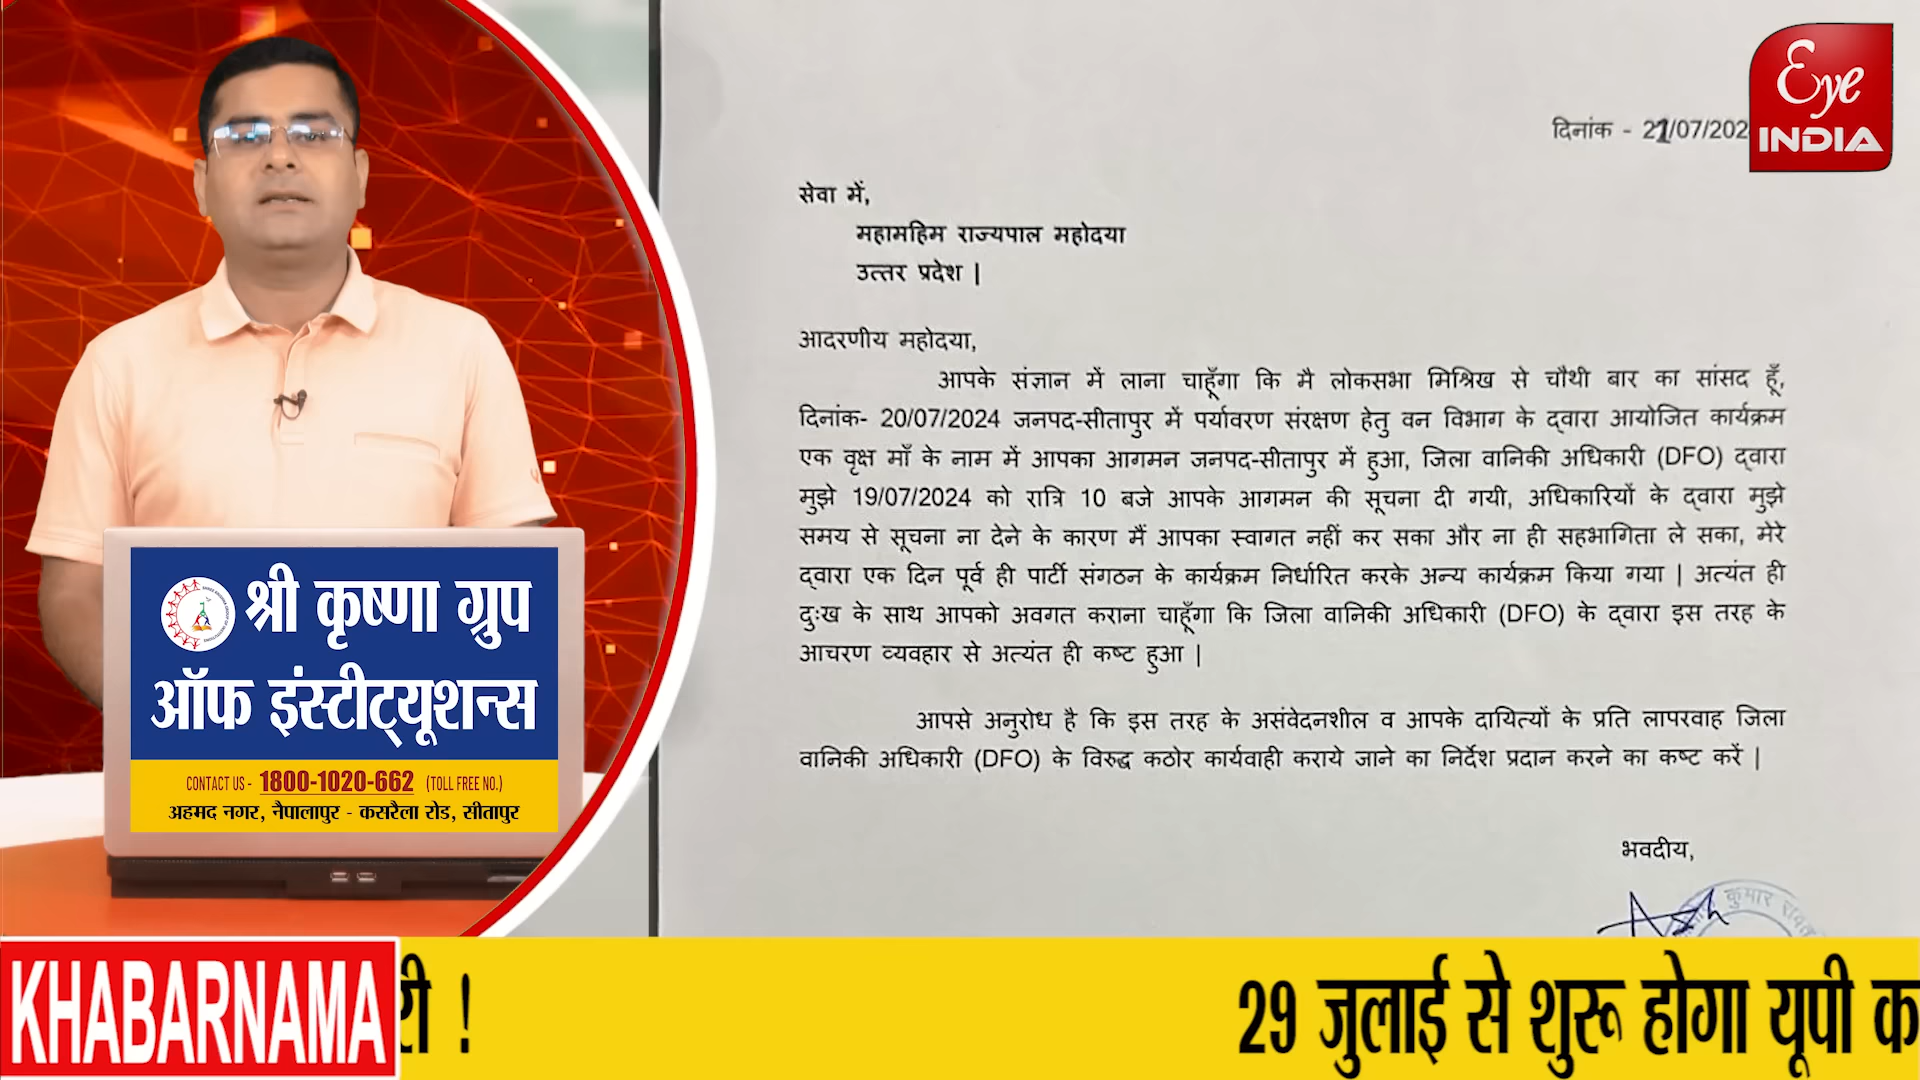 Eye
INDIA
दिनांक - 21/07/202
सेवा में,
महामहिम राज्यपाल महोदया
उत्तर प्रदेश |
आदरणीय महोदया,
आपके संज्ञान में लाना चाहूँगा कि मै लोकसभा मिश्रिख से चौथी बार का सांसद हूँ,
दिनांक- 20/07/2024 जनपद-सीतापुर में पर्यावरण संरक्षण हेतु वन विभाग के द्वारा आयोजित कार्यक्रम
एक वृक्ष माँ के नाम में आपका आगमन जनपद-सीतापुर में हुआ, जिला वानिकी अधिकारी (DFO) द्वारा
मुझे 19/07/2024 को रात्रि 10 बजे आपके आगमन की सूचना दी गयी, अधिकारियों के द्वारा मुझे
समय से सूचना ना देने के कारण मैं आपका स्वागत नहीं कर सका और ना ही सहभागिता ले सका, मेरे
द्वारा एक दिन पूर्व ही पार्टी संगठन के कार्यक्रम निर्धारित करके अन्य कार्यक्रम किया गया | अत्यंत ही
दुःख के साथ आपको अवगत कराना चाहूँगा कि जिला वानिकी अधिकारी (DFO) के द्वारा इस तरह के
आचरण व्यवहार से अत्यंत ही कष्ट हुआ |
आपसे अनुरोध है कि इस तरह के असंवेदनशील व आपके दायित्यों के प्रति लापरवाह जिला
वानिकी अधिकारी (DFO) के विरुद्ध कठोर कार्यवाही कराये जाने का निर्देश प्रदान करने का कष्ट करें |
भवदीय,
कुमार रावत
श्री कृष्णा ग्रुप
ऑफ इंस्टीट्यूशन्स
CONTACT US - 1800-1020-662 (TOLL FREE NO.)
अहमद नगर, नैपालापुर - कसरैला रोड, सीतापुर
KHABARNAMA
री ! 29 जुलाई से शुरू होगा यूपी क